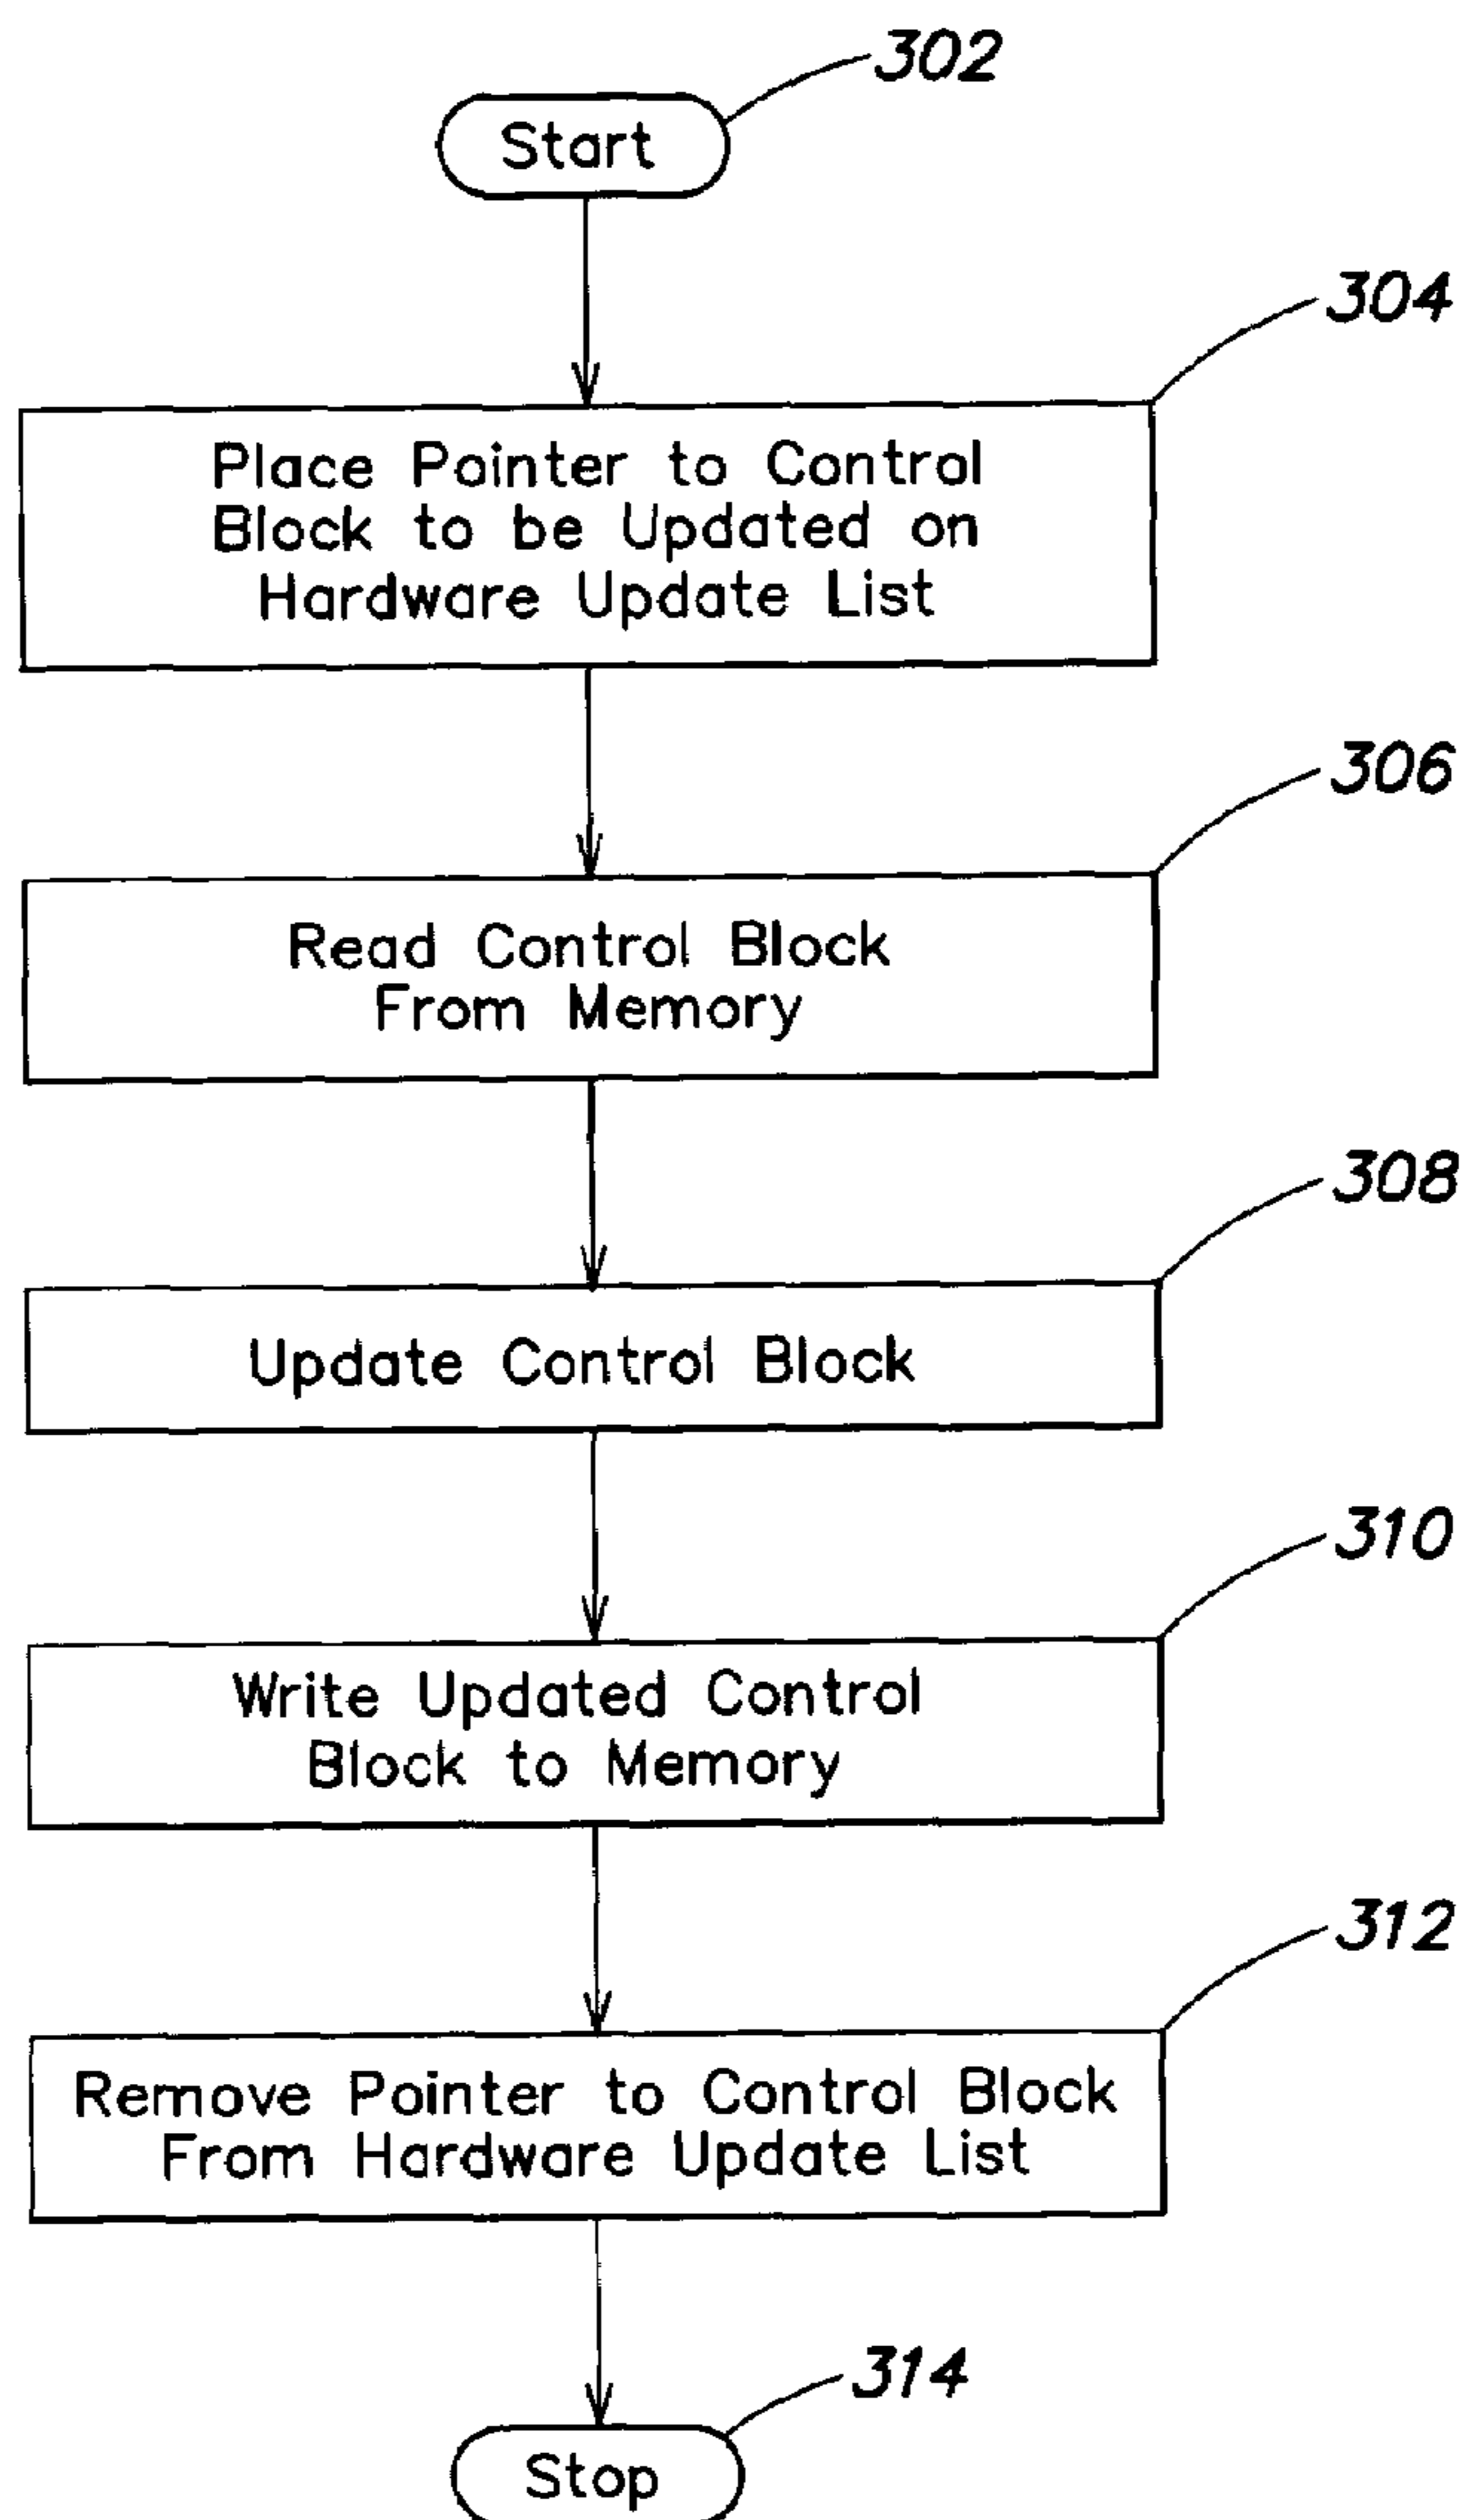 302
Start
304
Place Pointer to Control
Block to be Updated on
Hardware Update List
306
Read Control Block
From Memory
308
Update Control Block
310
Write Updated Control
Block to Memory
312
Remove Pointer to Control Block
From Hardware Update List
314
Stop